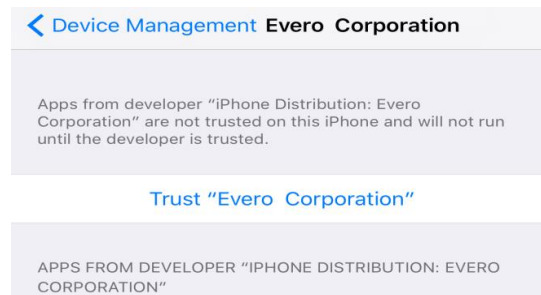 Device Management Evero Corporation
Apps from developer “iPhone Distribution: Evero
Corporation” are not trusted on this iPhone and will not run
until the developer is trusted.
Trust “Evero Corporation”
APPS FROM DEVELOPER “IPHONE DISTRIBUTION: EVERO
CORPORATION”